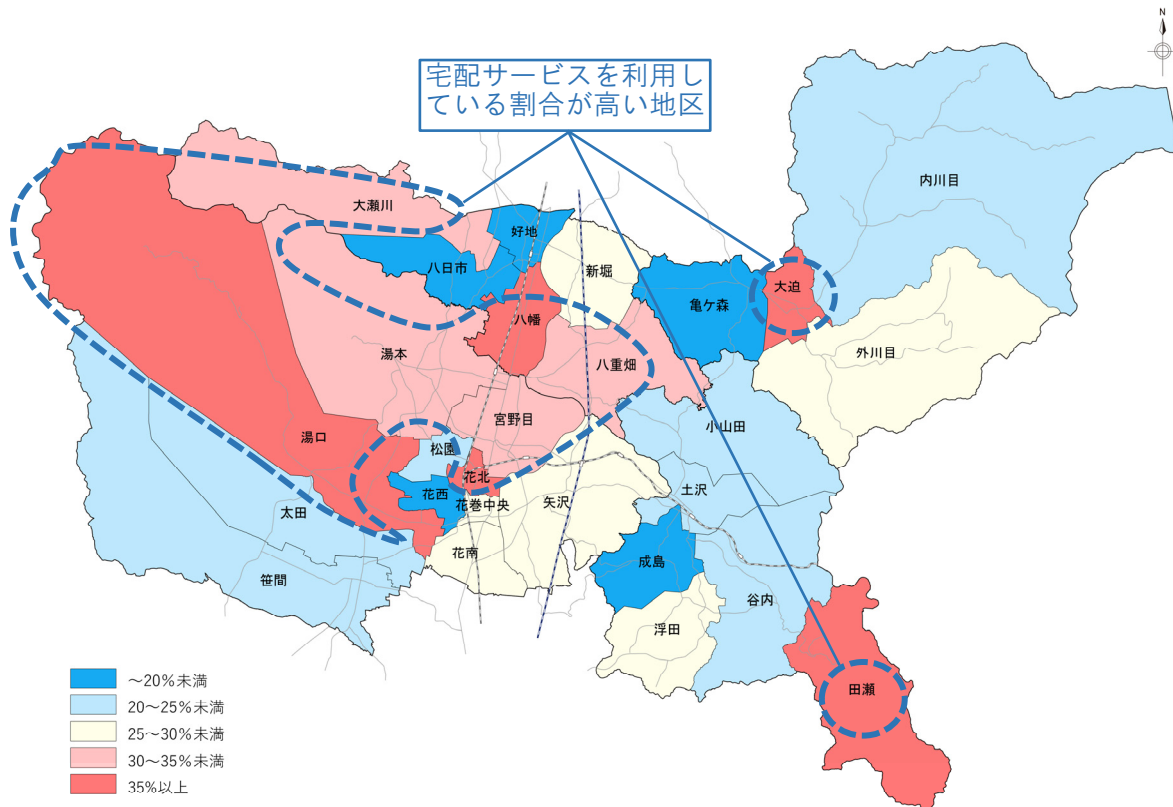 N
宅配サービスを利用し
ている割合が高い地区
内川目
大瀬川
好地
八日市
新堀
大迫
亀ケ森
八幡
外川目
湯本
八重畑
宮野目
小山田
湯口
松園
花北
土沢
花西
花巻中央
矢沢
太田
花南
成島
笹間
谷内
浮田
田瀬
～20%未満
20～25%未満
25～30%未満
30～35%未満
35%以上